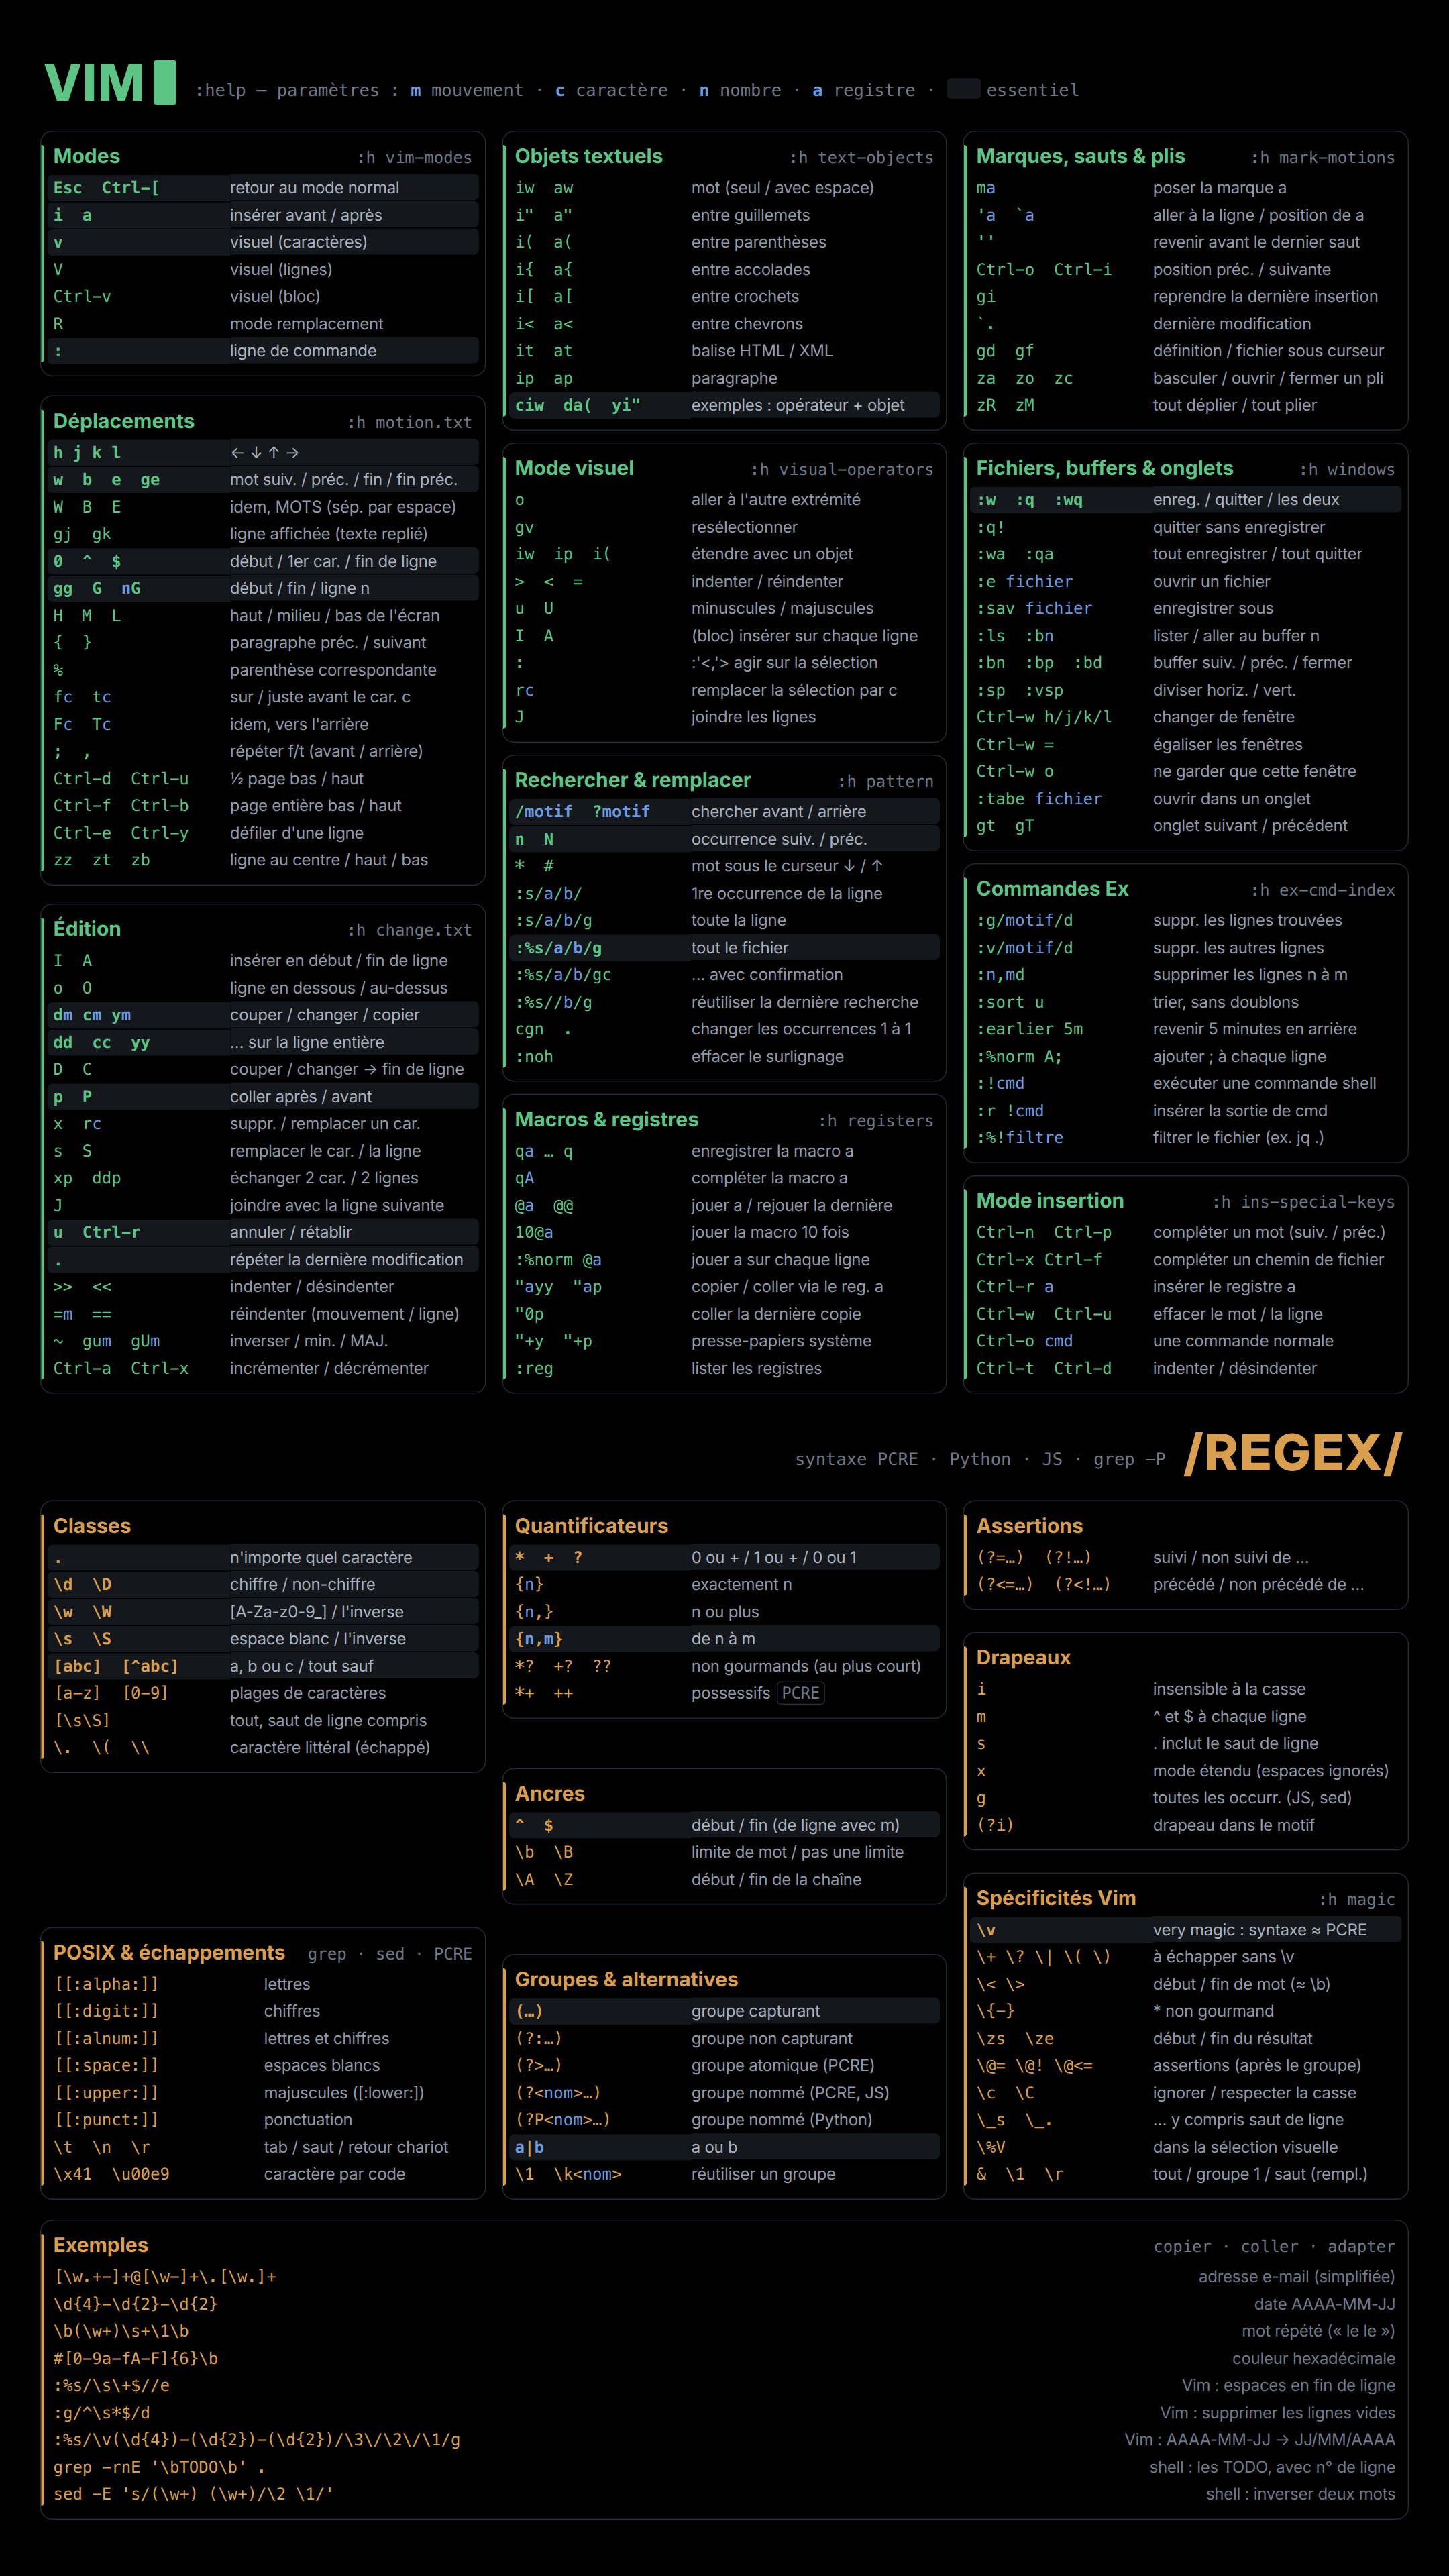 VIM
:help – paramètres : m mouvement · c caractère · n nombre · a registre · essentiel
Modes :h vim-modes
Esc Ctrl-[ retour au mode normal
i a insérer avant / après
v visuel (caractères)
V visuel (lignes)
Ctrl-v visuel (bloc)
R mode remplacement
: ligne de commande
Déplacements :h motion.txt
h j k l ← ↓ ↑ →
w b e ge mot suiv. / préc. / fin / fin préc.
W B E idem, MOTS (sép. par espace)
gj gk ligne affichée (texte replié)
0 ^ $ début / 1er car. / fin de ligne
gg G nG début / fin / ligne n
H M L haut / milieu / bas de l'écran
{ } paragraphe préc. / suivant
% parenthèse correspondante
fc tc sur / juste avant le car. c
Fc Tc idem, vers l'arrière
; , répéter f/t (avant / arrière)
Ctrl-d Ctrl-u ½ page bas / haut
Ctrl-f Ctrl-b page entière bas / haut
Ctrl-e Ctrl-y défiler d'une ligne
zz zt zb ligne au centre / haut / bas
Édition :h change.txt
I A insérer en début / fin de ligne
o O ligne en dessous / au-dessus
dm cm ym couper / changer / copier
dd cc yy … sur la ligne entière
D C couper / changer → fin de ligne
p P coller après / avant
x rc suppr. / remplacer un car.
s S remplacer le car. / la ligne
xp ddp échanger 2 car. / 2 lignes
J joindre avec la ligne suivante
u Ctrl-r annuler / rétablir
. répéter la dernière modification
>> << indenter / désindenter
=m == réindenter (mouvement / ligne)
~ gum gUm inverser / min. / MAJ.
Ctrl-a Ctrl-x incrémenter / décrémenter
Objets textuels :h text-objects
iw aw mot (seul / avec espace)
i" a" entre guillemets
i( a( entre parenthèses
i{ a{ entre accolades
i[ a[ entre crochets
i< a< entre chevrons
it at balise HTML / XML
ip ap paragraphe
ciw da( yi" exemples : opérateur + objet
Mode visuel :h visual-operators
o aller à l'autre extrémité
gv resélectionner
iw ip i( étendre avec un objet
> < = indenter / réindenter
u U minuscules / majuscules
I A (bloc) insérer sur chaque ligne
: :'<,'> agir sur la sélection
rc remplacer la sélection par c
J joindre les lignes
Rechercher & remplacer :h pattern
/motif ?motif chercher avant / arrière
n N occurrence suiv. / préc.
* # mot sous le curseur ↓ / ↑
:s/a/b/ 1re occurrence de la ligne
:s/a/b/g toute la ligne
:%s/a/b/g tout le fichier
:%s/a/b/gc … avec confirmation
:%s//b/g réutiliser la dernière recherche
cgn . changer les occurrences 1 à 1
:noh effacer le surlignage
Macros & registres :h registers
qa … q enregistrer la macro a
qA compléter la macro a
@a @@ jouer a / rejouer la dernière
10@a jouer la macro 10 fois
:%norm @a jouer a sur chaque ligne
"ayy "ap copier / coller via le reg. a
"0p coller la dernière copie
"+y "+p presse-papiers système
:reg lister les registres
Marques, sauts & plis :h mark-motions
ma poser la marque a
'a `a aller à la ligne / position de a
'' revenir avant le dernier saut
Ctrl-o Ctrl-i position préc. / suivante
gi reprendre la dernière insertion
`. dernière modification
gd gf définition / fichier sous curseur
za zo zc basculer / ouvrir / fermer un pli
zR zM tout déplier / tout plier
Fichiers, buffers & onglets :h windows
:w :q :wq enreg. / quitter / les deux
:q! quitter sans enregistrer
:wa :qa tout enregistrer / tout quitter
:e fichier ouvrir un fichier
:sav fichier enregistrer sous
:ls :bn lister / aller au buffer n
:bn :bp :bd buffer suiv. / préc. / fermer
:sp :vsp diviser horiz. / vert.
Ctrl-w h/j/k/l changer de fenêtre
Ctrl-w = égaliser les fenêtres
Ctrl-w o ne garder que cette fenêtre
:tabe fichier ouvrir dans un onglet
gt gT onglet suivant / précédent
Commandes Ex :h ex-cmd-index
:g/motif/d suppr. les lignes trouvées
:v/motif/d suppr. les autres lignes
:n,md supprimer les lignes n à m
:sort u trier, sans doublons
:earlier 5m revenir 5 minutes en arrière
:%norm A; ajouter ; à chaque ligne
:!cmd exécuter une commande shell
:r !cmd insérer la sortie de cmd
:%!filtre filtrer le fichier (ex. jq .)
Mode insertion :h ins-special-keys
Ctrl-n Ctrl-p compléter un mot (suiv. / préc.)
Ctrl-x Ctrl-f compléter un chemin de fichier
Ctrl-r a insérer le registre a
Ctrl-w Ctrl-u effacer le mot / la ligne
Ctrl-o cmd une commande normale
Ctrl-t Ctrl-d indenter / désindenter
syntaxe PCRE · Python · JS · grep -P /REGEX/
Classes
. n'importe quel caractère
\d \D chiffre / non-chiffre
\w \W [A-Za-z0-9_] / l'inverse
\s \S espace blanc / l'inverse
[abc] [^abc] a, b ou c / tout sauf
[a-z] [0-9] plages de caractères
[\s\S] tout, saut de ligne compris
\. \( \\ caractère littéral (échappé)
POSIX & échappements grep · sed · PCRE
[[:alpha:]] lettres
[[:digit:]] chiffres
[[:alnum:]] lettres et chiffres
[[:space:]] espaces blancs
[[:upper:]] majuscules ([:lower:])
[[:punct:]] ponctuation
\t \n \r tab / saut / retour chariot
\x41 \u00e9 caractère par code
Quantificateurs
* + ? 0 ou + / 1 ou + / 0 ou 1
{n} exactement n
{n,} n ou plus
{n,m} de n à m
*? +? ?? non gourmands (au plus court)
*+ ++ possessifs PCRE
Ancres
^ $ début / fin (de ligne avec m)
\b \B limite de mot / pas une limite
\A \Z début / fin de la chaîne
Groupes & alternatives
(…) groupe capturant
(?:…) groupe non capturant
(?>…) groupe atomique (PCRE)
(?<nom>…) groupe nommé (PCRE, JS)
(?P<nom>…) groupe nommé (Python)
a|b a ou b
\1 \k<nom> réutiliser un groupe
Assertions
(?=…) (?!…) suivi / non suivi de …
(?<=…) (?<!…) précédé / non précédé de …
Drapeaux
i insensible à la casse
m ^ et $ à chaque ligne
s . inclut le saut de ligne
x mode étendu (espaces ignorés)
g toutes les occurr. (JS, sed)
(?i) drapeau dans le motif
Spécificités Vim :h magic
\v very magic : syntaxe ≈ PCRE
\+ \? \| \( \) à échapper sans \v
\< \> début / fin de mot (≈ \b)
\{-} * non gourmand
\zs \ze début / fin du résultat
\@= \@! \@<= assertions (après le groupe)
\c \C ignorer / respecter la casse
\_s \_. … y compris saut de ligne
\%V dans la sélection visuelle
& \1 \r tout / groupe 1 / saut (rempl.)
Exemples copier · coller · adapter
[\w.+-]+@[\w-]+\.[\w.]+ adresse e-mail (simplifiée)
\d{4}-\d{2}-\d{2} date AAAA-MM-JJ
\b(\w+)\s+\1\b mot répété (« le le »)
#[0-9a-fA-F]{6}\b couleur hexadécimale
:%s/\s\+$//e Vim : espaces en fin de ligne
:g/^\s*$/d Vim : supprimer les lignes vides
:%s/\v(\d{4})-(\d{2})-(\d{2})/\3\/\2\/\1/g Vim : AAAA-MM-JJ → JJ/MM/AAAA
grep -rnE '\bTODO\b' . shell : les TODO, avec n° de ligne
sed -E 's/(\w+) (\w+)/\2 \1/' shell : inverser deux mots